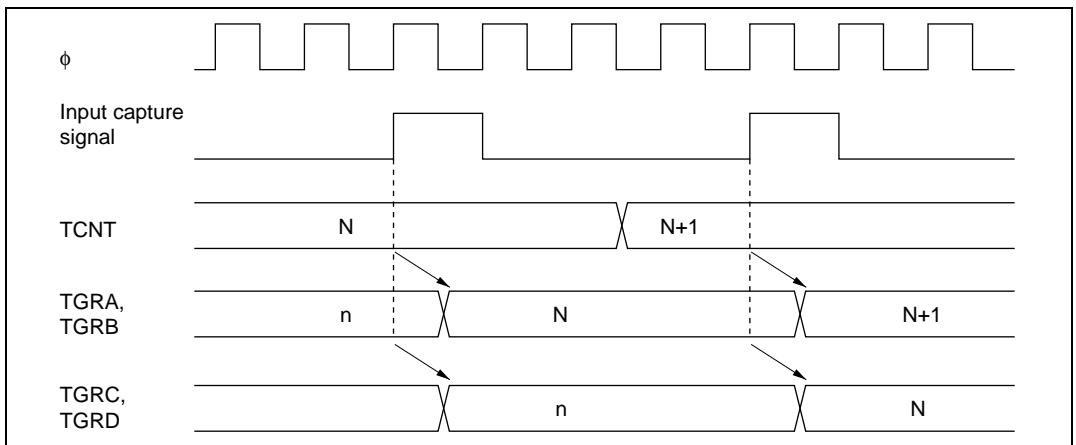 ϕ
Input capture
signal
TCNT
N
N+1
TGRA,
TGRB
n
N
N+1
TGRC,
TGRD
n
N